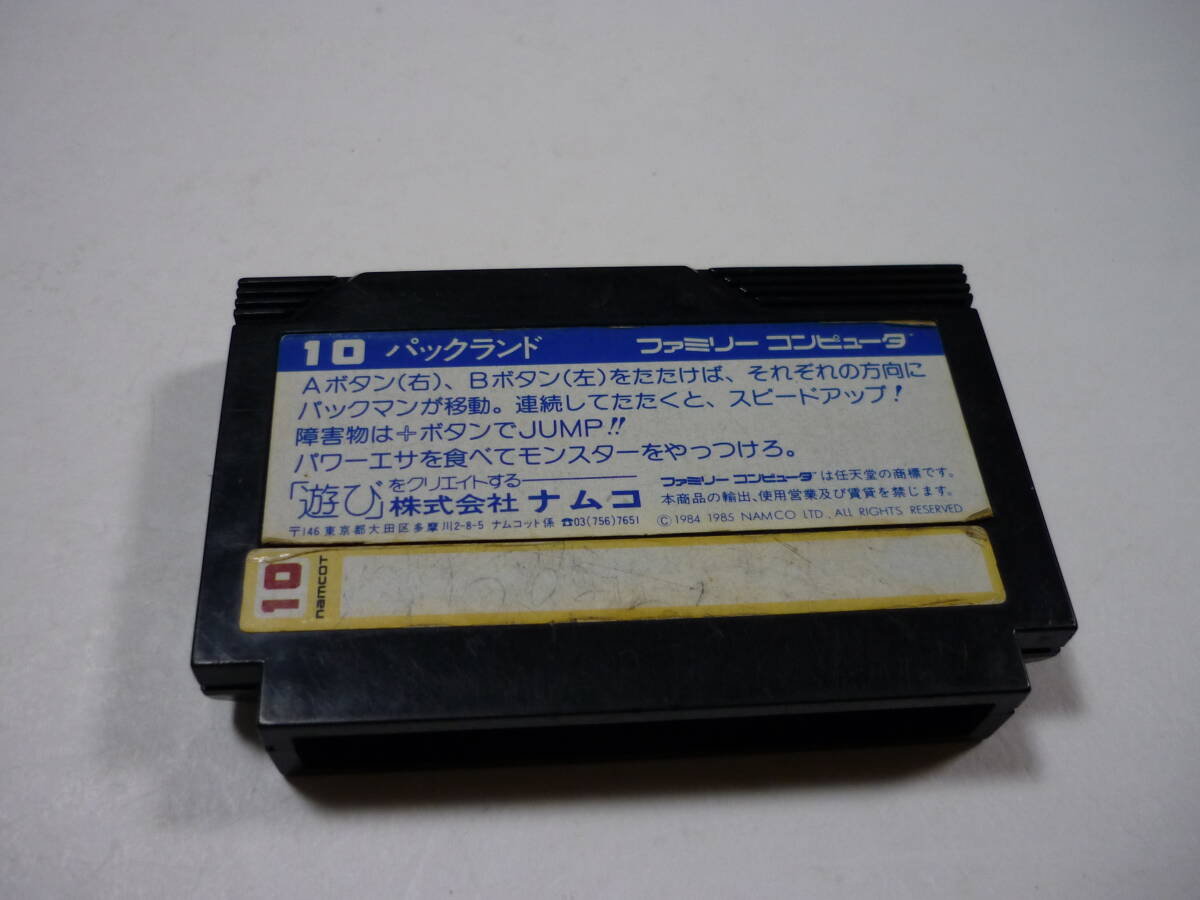 10 パックランド ファミリー コンピュータ
Aボタン(右)、Bボタン(左)をたたけば、それぞれの方向に
パックマンが移動。連続してたたくと、スピードアップ!
障害物は+ボタンでJUMP!!
パワーエサを食べてモンスターをやっつけろ。
「遊び」をクリエイトする 株式会社 ナムコ
〒146 東京都大田区多摩川2-8-5 ナムコット係 ☎03(756)7651
ファミリー コンピュータは任天堂の商標です。
本商品の輸出、使用営業及び賃貸を禁じます。
©1984 1985 NAMCO LTD., ALL RIGHTS RESERVED
10
namcot